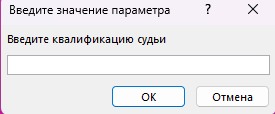 Введите значение параметра ? ×
Введите квалификацию судьи
ОК Отмена